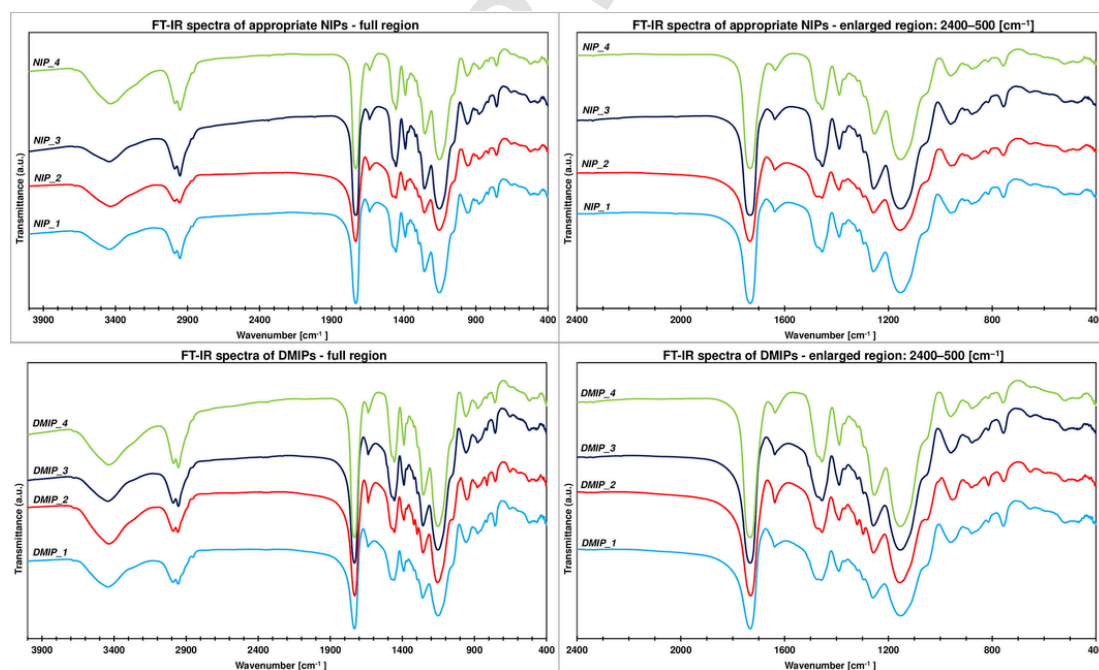 FT-IR spectra of appropriate NIPs - full region
NIP_4
NIP_3
NIP_2
NIP_1
Transmittance (a.u.)
3900 3400 2900 2400 1900 1400 900 400
Wavenumber [cm⁻¹]
FT-IR spectra of appropriate NIPs - enlarged region: 2400–500 [cm⁻¹]
NIP_4
NIP_3
NIP_2
NIP_1
Transmittance (a.u.)
2400 2000 1600 1200 800 400
Wavenumber [cm⁻¹]
FT-IR spectra of DMIPs - full region
DMIP_4
DMIP_3
DMIP_2
DMIP_1
Transmittance (a.u.)
3900 3400 2900 2400 1900 1400 900 400
Wavenumber [cm⁻¹]
FT-IR spectra of DMIPs - enlarged region: 2400–500 [cm⁻¹]
DMIP_4
DMIP_3
DMIP_2
DMIP_1
Transmittance (a.u.)
2400 2000 1600 1200 800 400
Wavenumber [cm⁻¹]